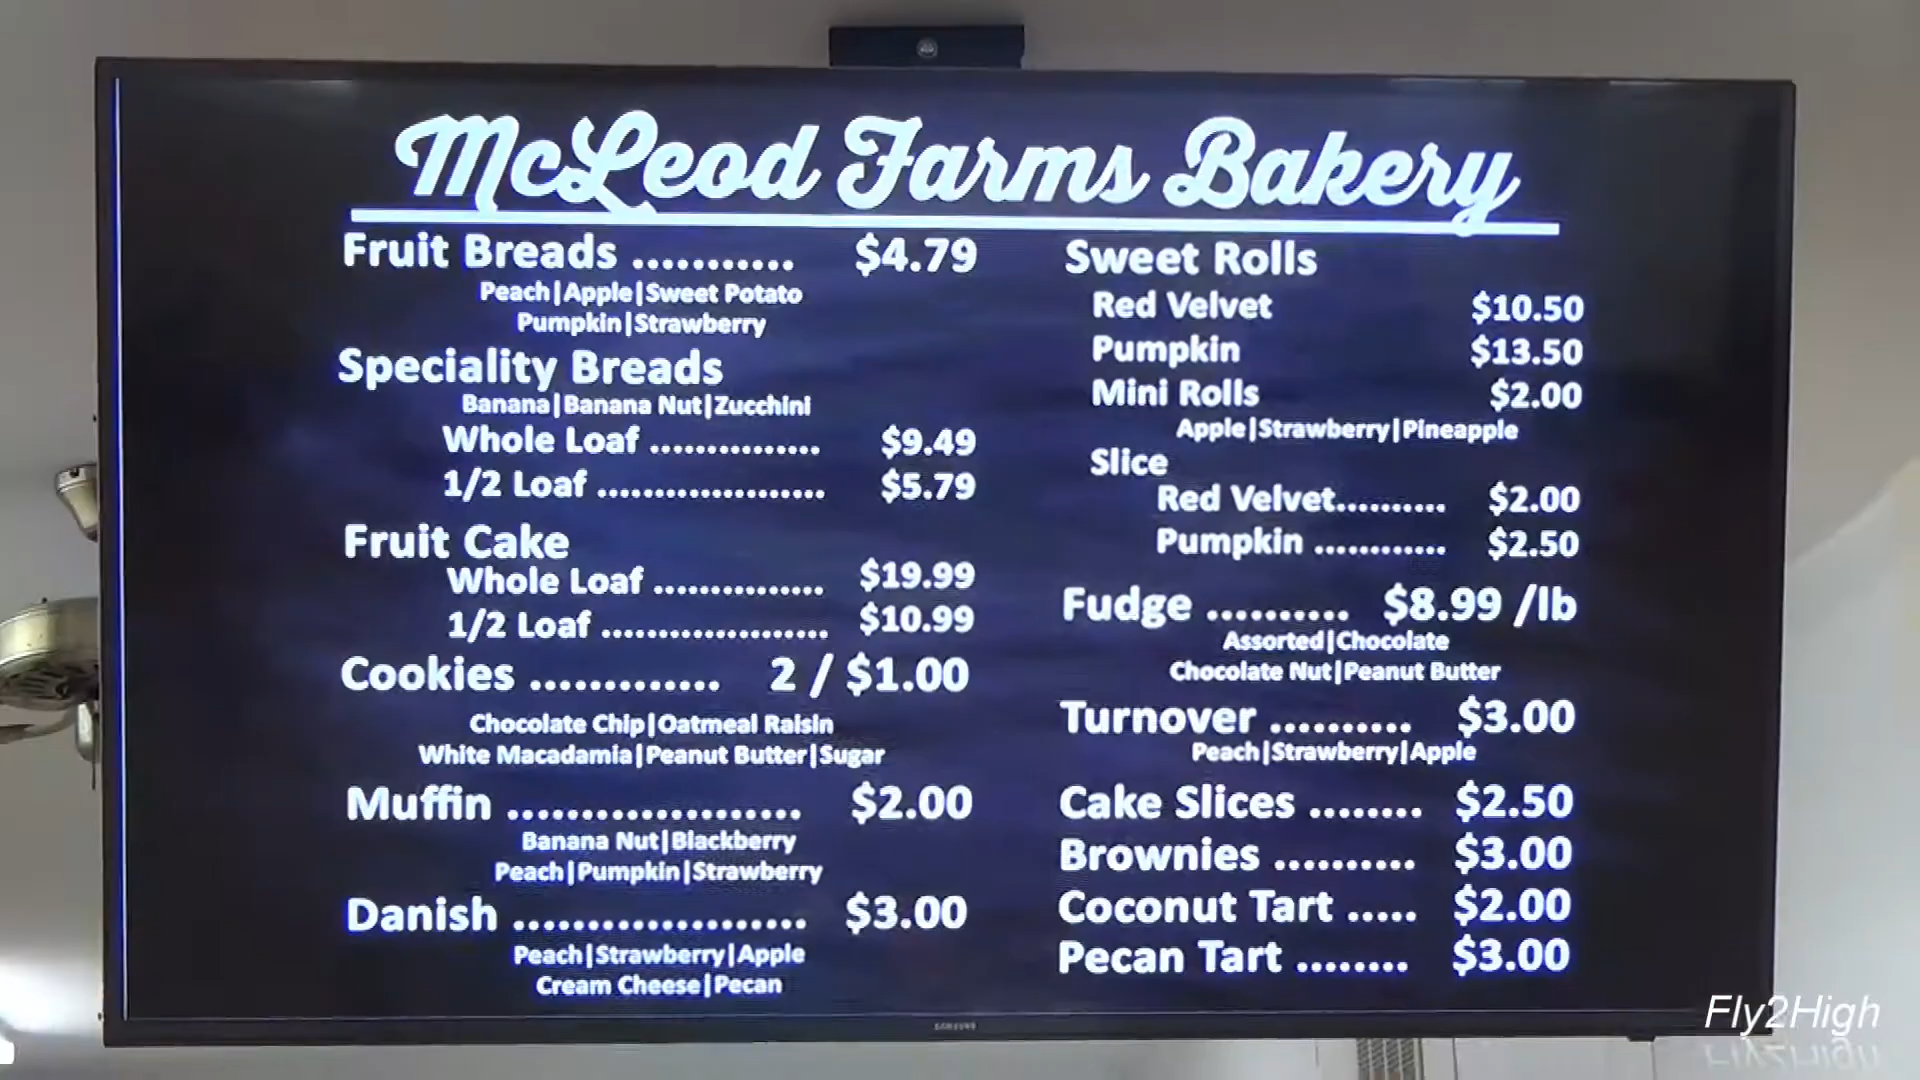 McLeod Farms Bakery
Fruit Breads ........... $4.79
Peach|Apple|Sweet Potato
Pumpkin|Strawberry
Speciality Breads
Banana|Banana Nut|Zucchini
Whole Loaf ............... $9.49
1/2 Loaf .................... $5.79
Fruit Cake
Whole Loaf ............... $19.99
1/2 Loaf .................... $10.99
Cookies ............. 2 / $1.00
Chocolate Chip|Oatmeal Raisin
White Macadamia|Peanut Butter|Sugar
Muffin .................... $2.00
Banana Nut|Blackberry
Peach|Pumpkin|Strawberry
Danish .................... $3.00
Peach|Strawberry|Apple
Cream Cheese|Pecan
Sweet Rolls
Red Velvet $10.50
Pumpkin $13.50
Mini Rolls $2.00
Apple|Strawberry|Pineapple
Slice
Red Velvet.......... $2.00
Pumpkin ............ $2.50
Fudge .......... $8.99 /lb
Assorted|Chocolate
Chocolate Nut|Peanut Butter
Turnover .......... $3.00
Peach|Strawberry|Apple
Cake Slices ........ $2.50
Brownies .......... $3.00
Coconut Tart ..... $2.00
Pecan Tart ........ $3.00
SAMSUNG
Fly2High